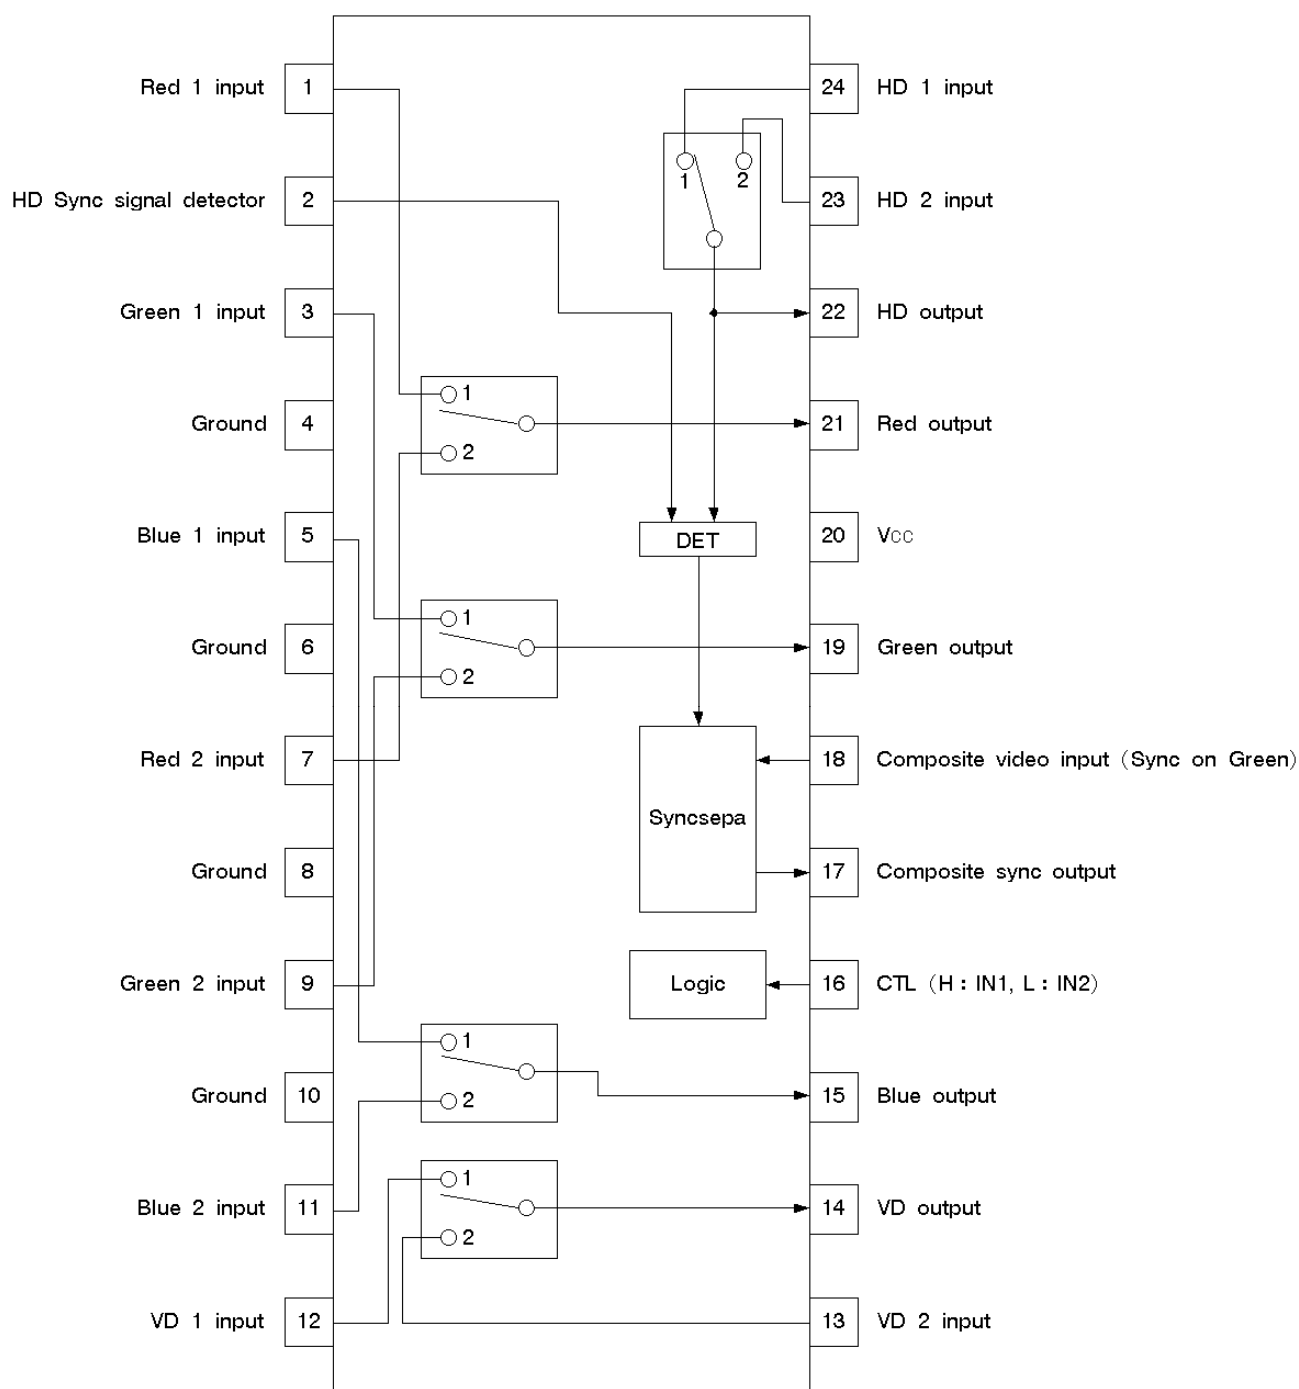 Red 1 input 1
24 HD 1 input
1 2
HD Sync signal detector 2
23 HD 2 input
Green 1 input 3
22 HD output
1
Ground 4
21 Red output
2
Blue 1 input 5
DET
20 VCC
1
Ground 6
19 Green output
2
Red 2 input 7
18 Composite video input (Sync on Green)
Syncsepa
Ground 8
17 Composite sync output
Green 2 input 9
Logic
16 CTL (H : IN1, L : IN2)
1
Ground 10
2
15 Blue output
1
Blue 2 input 11
14 VD output
2
VD 1 input 12
13 VD 2 input